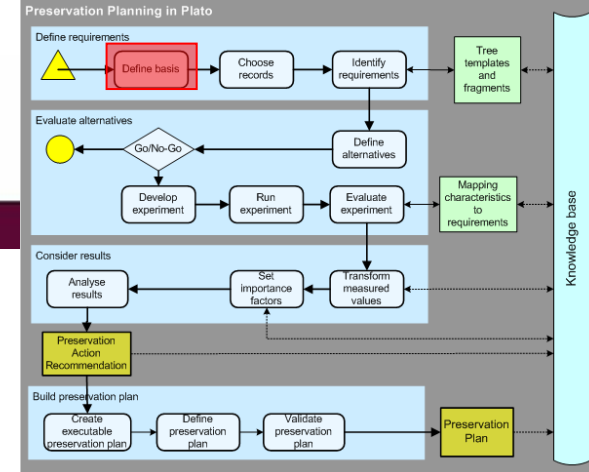 Preservation Planning in Plato
Define requirements
Define basis
Choose
records
Identify
requirements
Tree
templates
and
fragments
Evaluate alternatives
Go/No-Go
Define
alternatives
Develop
experiment
Run
experiment
Evaluate
experiment
Mapping
characteristics
to
requirements
Knowledge base
Consider results
Analyse
results
Set
importance
factors
Transform
measured
values
Preservation
Action
Recommendation
Build preservation plan
Create
executable
preservation plan
Define
preservation
plan
Validate
preservation
plan
Preservation
Plan